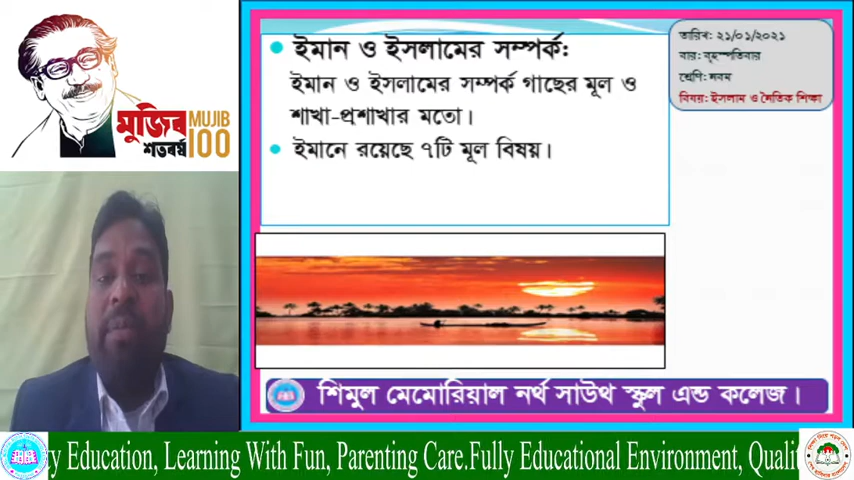 মুজিব
শতবর্ষ
MUJIB
100
ইমান ও ইসলামের সম্পর্ক:
ইমান ও ইসলামের সম্পর্ক গাছের মূল ও
শাখা-প্রশাখার মতো।
ইমানে রয়েছে ৭টি মূল বিষয়।
তারিখ: ২১/০১/২০২১
বার: বৃহস্পতিবার
শ্রেণি: নবম
বিষয়: ইসলাম ও নৈতিক শিক্ষা
শিমুল মেমোরিয়াল নর্থ সাউথ স্কুল এন্ড কলেজ।
ty Education, Learning With Fun, Parenting Care.Fully Educational Environment, Quali